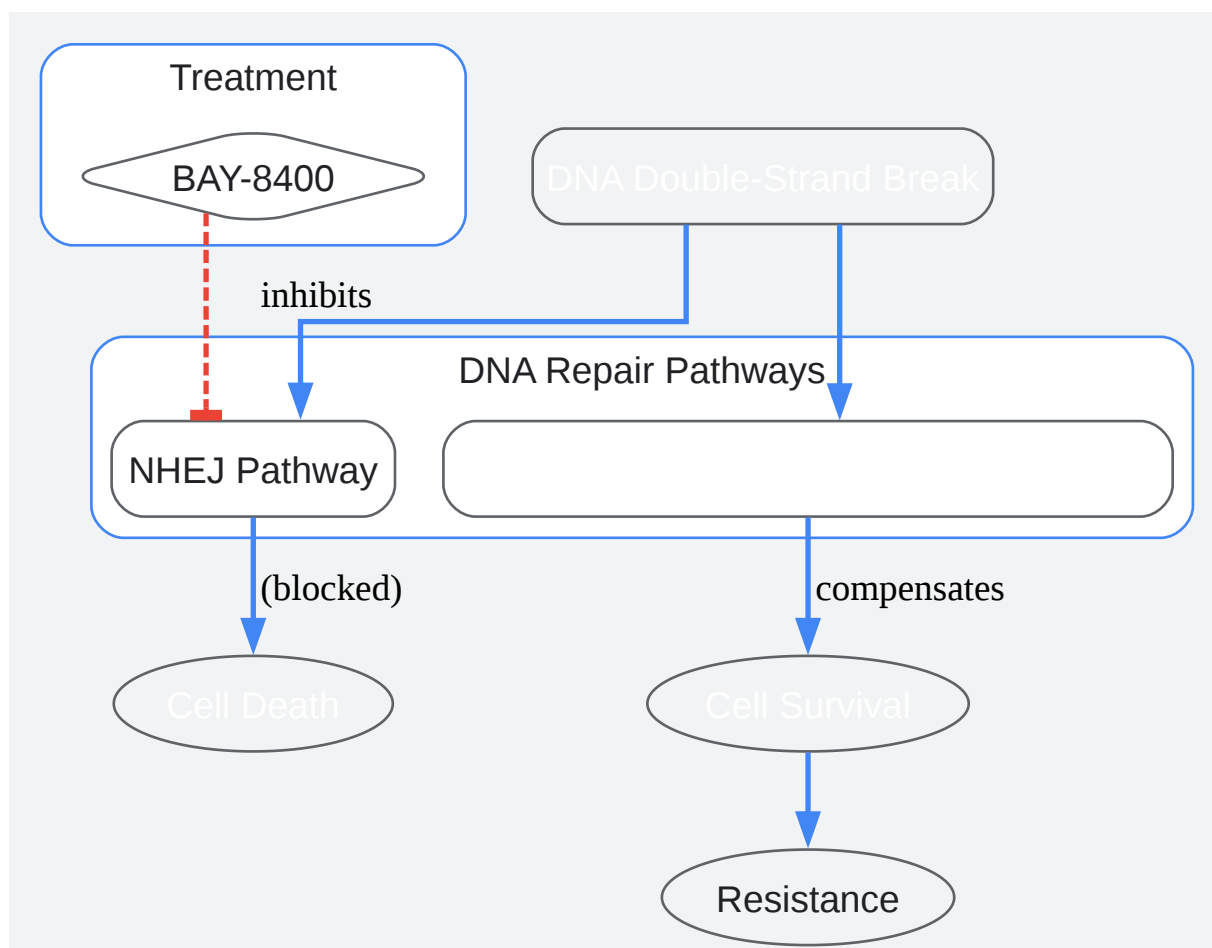 Treatment
BAY-8400
DNA Double-Strand Break
inhibits
DNA Repair Pathways
NHEJ Pathway
(blocked)
compensates
Cell Death
Cell Survival
Resistance